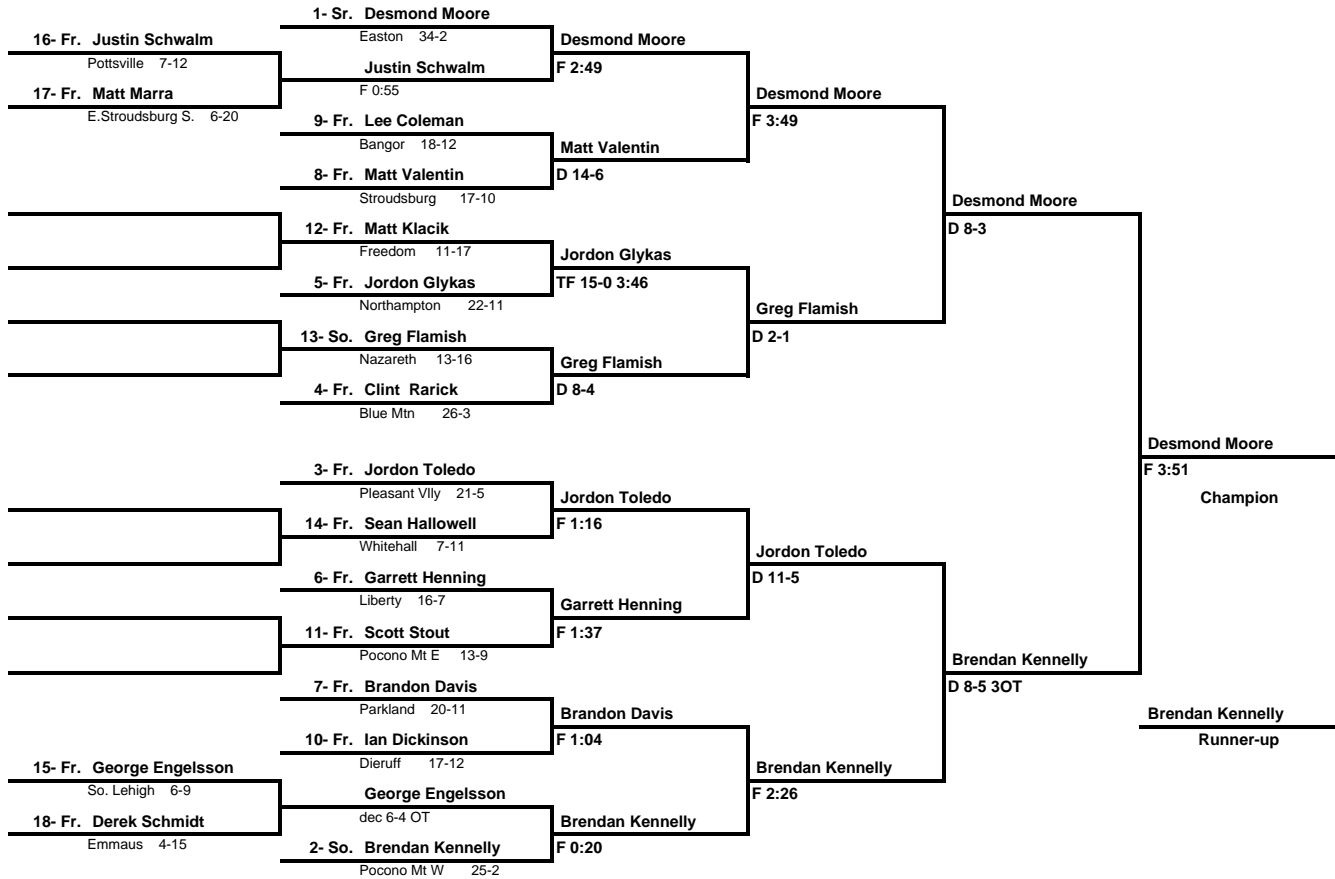 1- Sr. Desmond Moore
Easton 34-2
16- Fr. Justin Schwalm
Pottsville 7-12
17- Fr. Matt Marra
E.Stroudsburg S. 6-20
Justin Schwalm
F 0:55
Desmond Moore
F 2:49
9- Fr. Lee Coleman
Bangor 18-12
8- Fr. Matt Valentin
Stroudsburg 17-10
Matt Valentin
D 14-6
Desmond Moore
F 3:49
12- Fr. Matt Klacik
Freedom 11-17
5- Fr. Jordon Glykas
Northampton 22-11
Jordon Glykas
TF 15-0 3:46
13- So. Greg Flamish
Nazareth 13-16
4- Fr. Clint Rarick
Blue Mtn 26-3
Greg Flamish
D 8-4
Greg Flamish
D 2-1
Desmond Moore
D 8-3
3- Fr. Jordon Toledo
Pleasant Vlly 21-5
14- Fr. Sean Hallowell
Whitehall 7-11
Jordon Toledo
F 1:16
6- Fr. Garrett Henning
Liberty 16-7
11- Fr. Scott Stout
Pocono Mt E 13-9
Garrett Henning
F 1:37
Jordon Toledo
D 11-5
7- Fr. Brandon Davis
Parkland 20-11
10- Fr. Ian Dickinson
Dieruff 17-12
Brandon Davis
F 1:04
15- Fr. George Engelsson
So. Lehigh 6-9
18- Fr. Derek Schmidt
Emmaus 4-15
George Engelsson
dec 6-4 OT
2- So. Brendan Kennelly
Pocono Mt W 25-2
Brendan Kennelly
F 0:20
Brendan Kennelly
F 2:26
Brendan Kennelly
D 8-5 3OT
Desmond Moore
F 3:51
Champion
Brendan Kennelly
Runner-up